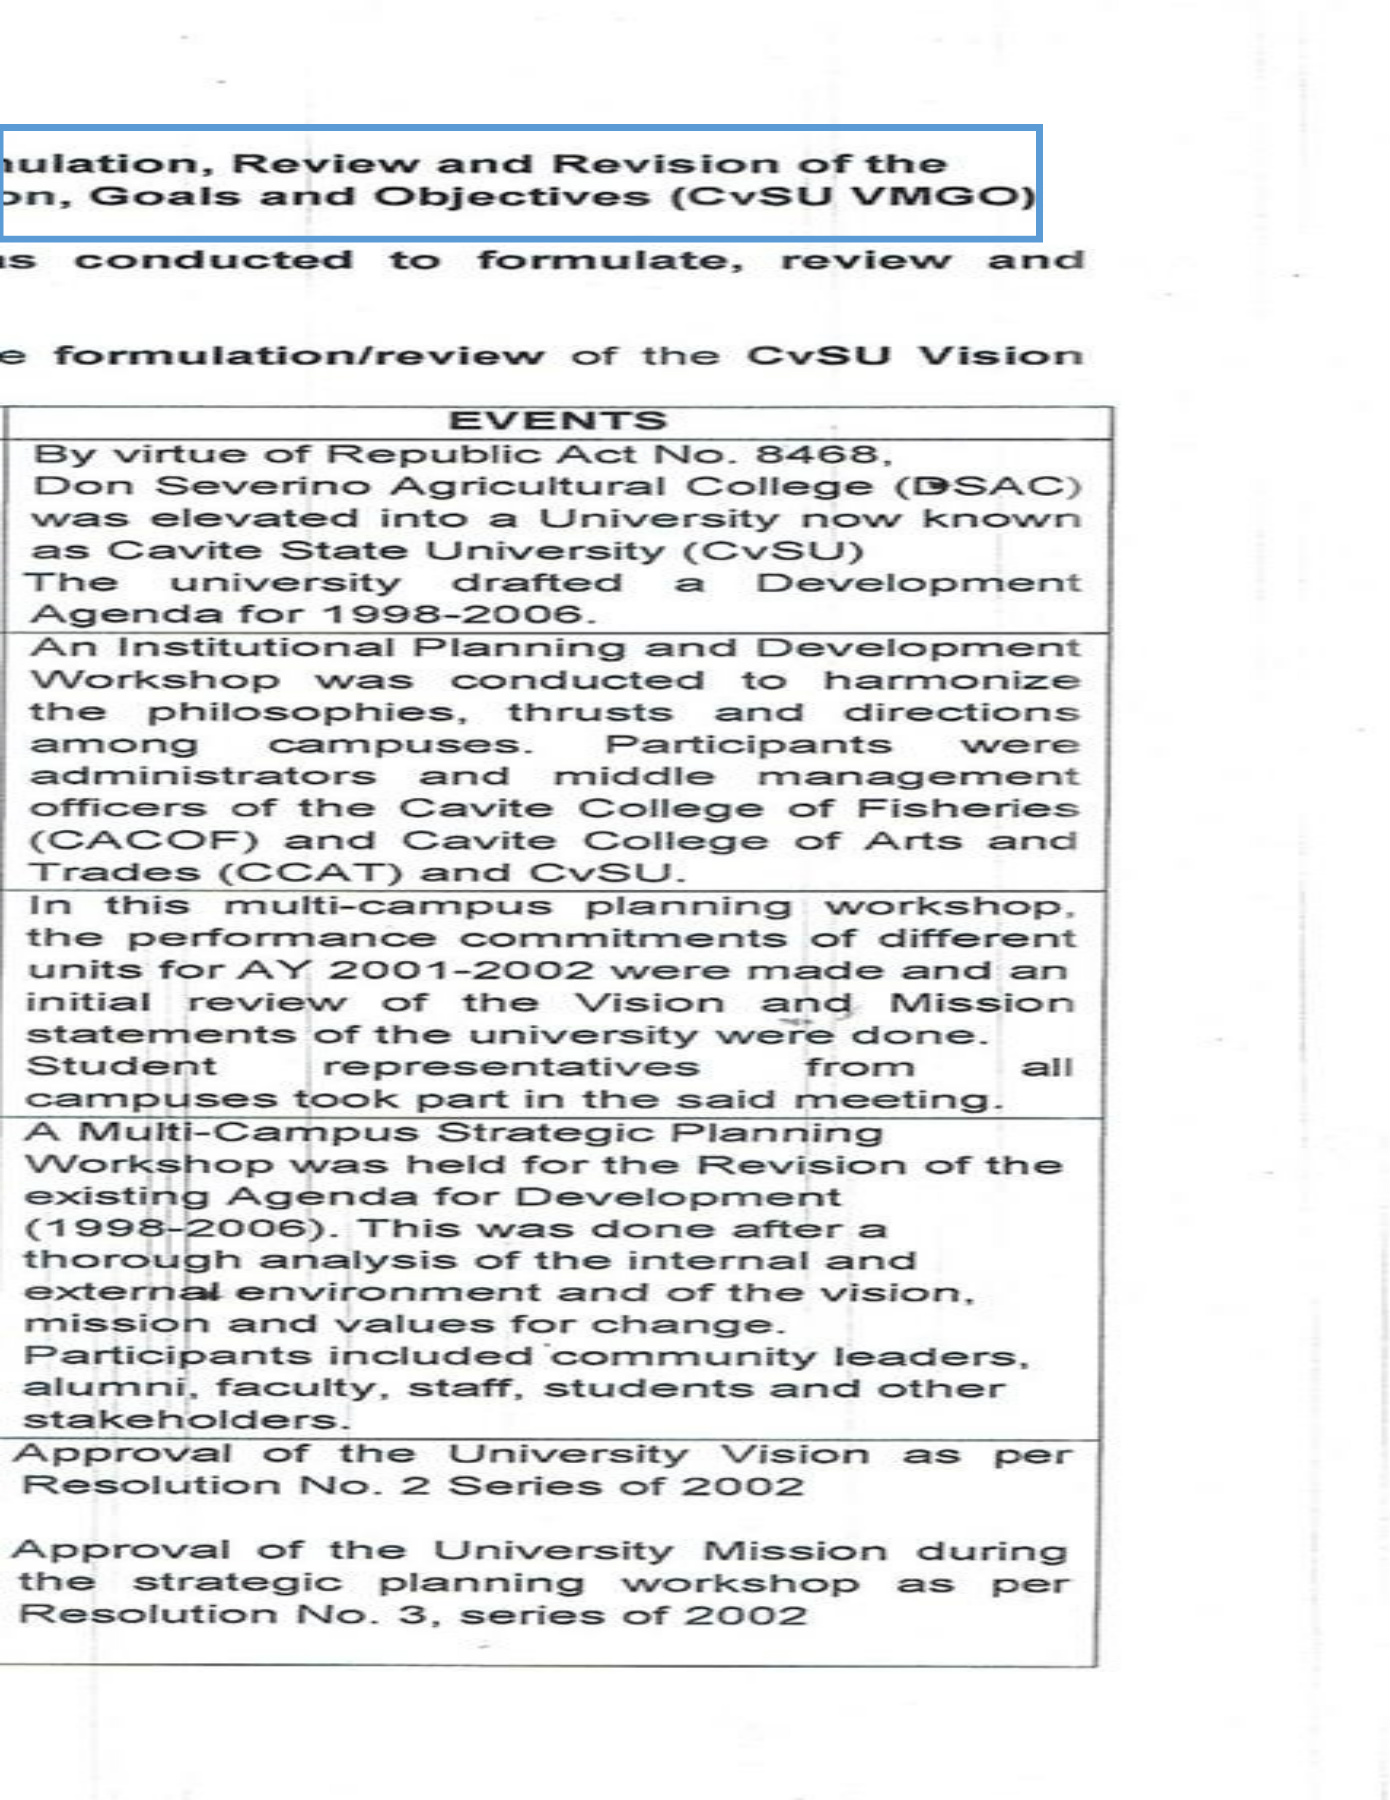 nulation, Review and Revision of the
on, Goals and Objectives (CvSU VMGO)
as conducted to formulate, review and
e formulation/review of the CvSU Vision
EVENTS
By virtue of Republic Act No. 8468,
Don Severino Agricultural College (DSAC)
was elevated into a University now known
as Cavite State University (CvSU)
The university drafted a Development
Agenda for 1998-2006.
An Institutional Planning and Development
Workshop was conducted to harmonize
the philosophies, thrusts and directions
among campuses. Participants were
administrators and middle management
officers of the Cavite College of Fisheries
(CACOF) and Cavite College of Arts and
Trades (CCAT) and CvSU.
In this multi-campus planning workshop,
the performance commitments of different
units for AY 2001-2002 were made and an
initial review of the Vision and Mission
statements of the university were done.
Student representatives from all
campuses took part in the said meeting.
A Multi-Campus Strategic Planning
Workshop was held for the Revision of the
existing Agenda for Development
(1998-2006). This was done after a
thorough analysis of the internal and
external environment and of the vision,
mission and values for change.
Participants included community leaders,
alumni, faculty, staff, students and other
stakeholders.
Approval of the University Vision as per
Resolution No. 2 Series of 2002
Approval of the University Mission during
the strategic planning workshop as per
Resolution No. 3, series of 2002